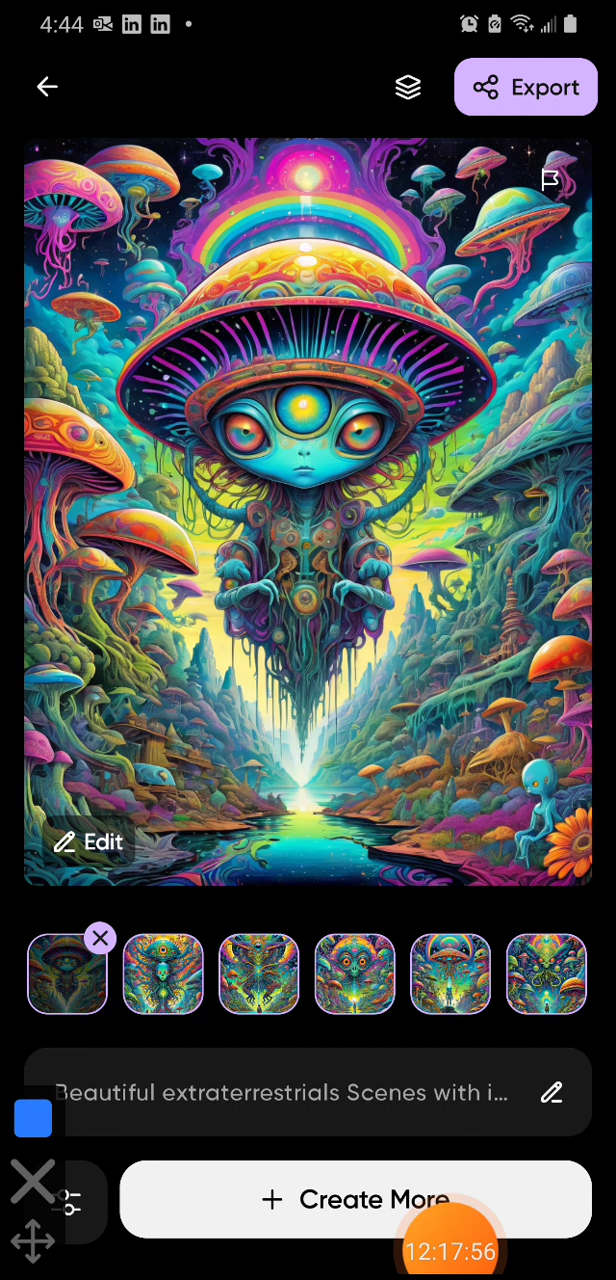 4:44
Export
Edit
Beautiful extraterrestrials Scenes with i...
Create More
12:17:56